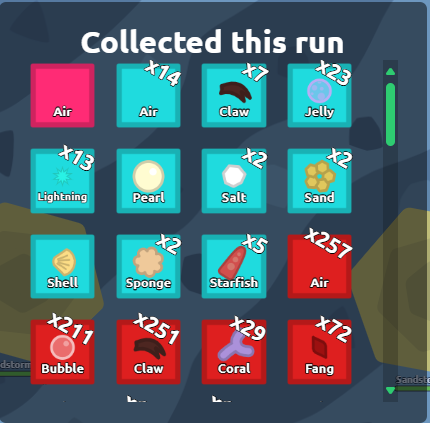 Collected this run
Air
x14
Air
x7
Claw
x23
Jelly
x13
Lightning
Pearl
x2
Salt
x2
Sand
Shell
x2
Sponge
x5
Starfish
x257
Air
x211
Bubble
x251
Claw
x29
Coral
x72
Fang